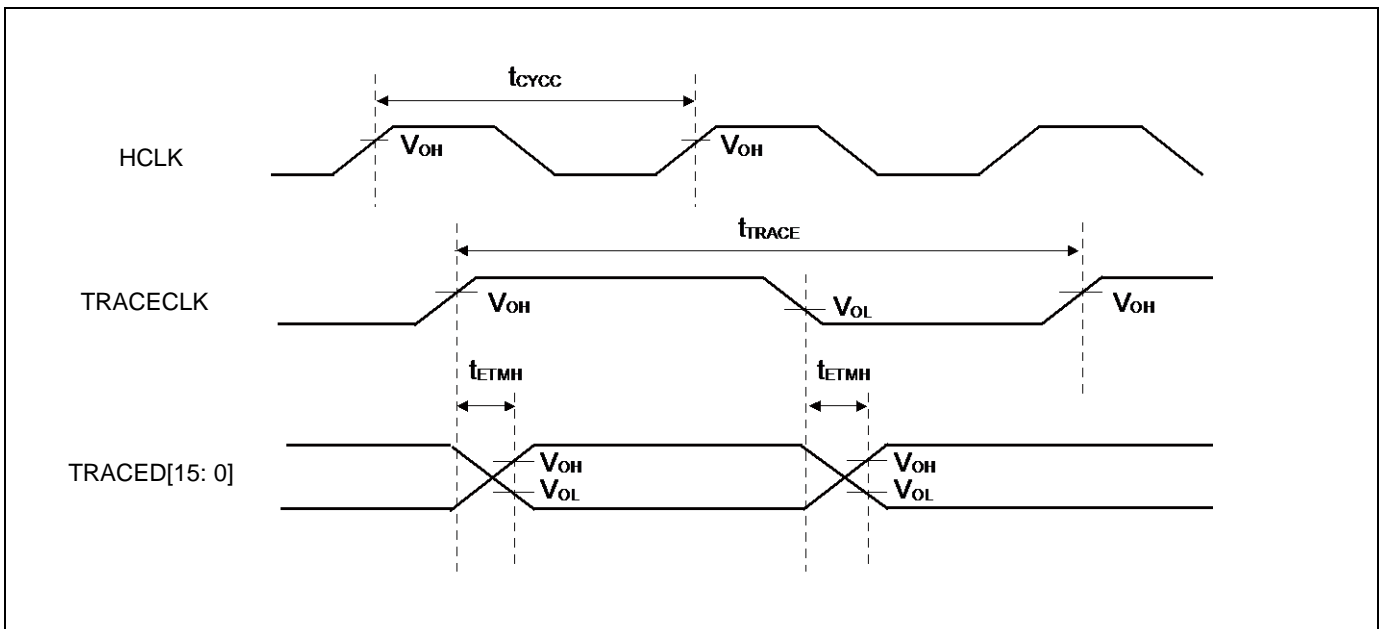 tCYCC
HCLK
VOH
VOH
tTRACE
TRACECLK
VOH
VOL
VOH
tETMH
tETMH
TRACED[15: 0]
VOH
VOH
VOL
VOL